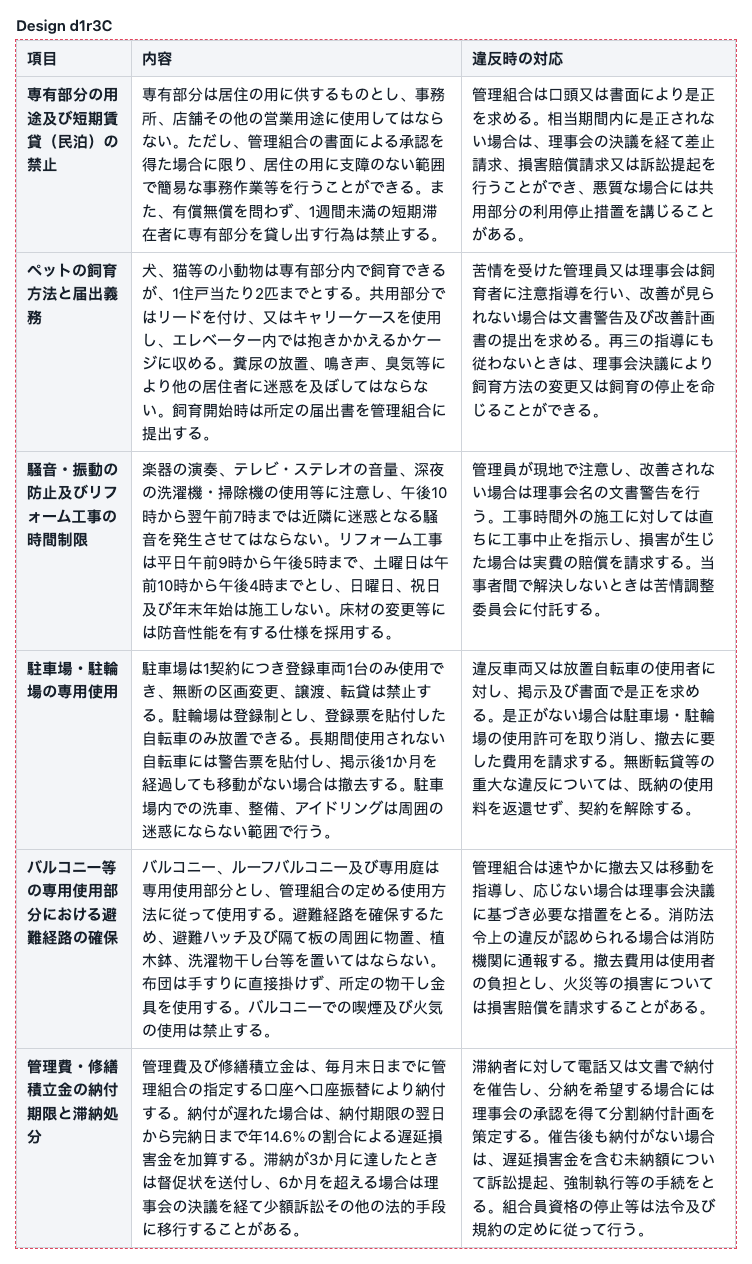 Design d1r3C
項目
内容
違反時の対応
専有部分の用
途及び短期賃
貸（民泊）の
禁止
専有部分は居住の用に供するものとし、事務
所、店舗その他の営業用途に使用してはなら
ない。ただし、管理組合の書面による承認を
得た場合に限り、居住の用に支障のない範囲
で簡易な事務作業等を行うことができる。ま
た、有償無償を問わず、1週間未満の短期滞
在者に専有部分を貸し出す行為は禁止する。
管理組合は口頭又は書面により是正
を求める。相当期間内に是正されな
い場合は、理事会の決議を経て差止
請求、損害賠償請求又は訴訟提起を
行うことができ、悪質な場合には共
用部分の利用停止措置を講じること
がある。
ペットの飼育
方法と届出義
務
犬、猫等の小動物は専有部分内で飼育できる
が、1住戸当たり2匹までとする。共用部分で
はリードを付け、又はキャリーケースを使用
し、エレベーター内では抱きかかえるかケー
ジに収める。糞尿の放置、鳴き声、臭気等に
より他の居住者に迷惑を及ぼしてはならな
い。飼育開始時は所定の届出書を管理組合に
提出する。
苦情を受けた管理員又は理事会は飼
育者に注意指導を行い、改善が見ら
れない場合は文書警告及び改善計画
書の提出を求める。再三の指導にも
従わないときは、理事会決議により
飼育方法の変更又は飼育の停止を命
じることができる。
騒音・振動の
防止及びリフ
ォーム工事の
時間制限
楽器の演奏、テレビ・ステレオの音量、深夜
の洗濯機・掃除機の使用等に注意し、午後10
時から翌午前7時までは近隣に迷惑となる騒
音を発生させてはならない。リフォーム工事
は平日午前9時から午後5時まで、土曜日は午
前10時から午後4時までとし、日曜日、祝日
及び年末年始は施工しない。床材の変更等に
は防音性能を有する仕様を採用する。
管理員が現地で注意し、改善されな
い場合は理事会名の文書警告を行
う。工事時間外の施工に対しては直
ちに工事中止を指示し、損害が生じ
た場合は実費の賠償を請求する。当
事者間で解決しないときは苦情調整
委員会に付託する。
駐車場・駐輪
場の専用使用
駐車場は1契約につき登録車両1台のみ使用で
き、無断の区画変更、譲渡、転貸は禁止す
る。駐輪場は登録制とし、登録票を貼付した
自転車のみ放置できる。長期間使用されない
自転車には警告票を貼付し、掲示後1か月を
経過しても移動がない場合は撤去する。駐車
場内での洗車、整備、アイドリングは周囲の
迷惑にならない範囲で行う。
違反車両又は放置自転車の使用者に
対し、掲示及び書面で是正を求め
る。是正がない場合は駐車場・駐輪
場の使用許可を取り消し、撤去に要
した費用を請求する。無断転貸等の
重大な違反については、既納の使用
料を返還せず、契約を解除する。
バルコニー等
の専用使用部
分における避
難経路の確保
バルコニー、ルーフバルコニー及び専用庭は
専用使用部分とし、管理組合の定める使用方
法に従って使用する。避難経路を確保するた
め、避難ハッチ及び隔て板の周囲に物置、植
木鉢、洗濯物干し台等を置いてはならない。
布団は手すりに直接掛けず、所定の物干し金
具を使用する。バルコニーでの喫煙及び火気
の使用は禁止する。
管理組合は速やかに撤去又は移動を
指導し、応じない場合は理事会決議
に基づき必要な措置をとる。消防法
令上の違反が認められる場合は消防
機関に通報する。撤去費用は使用者
の負担とし、火災等の損害について
は損害賠償を請求することがある。
管理費・修繕
積立金の納付
期限と滞納処
分
管理費及び修繕積立金は、毎月末日までに管
理組合の指定する口座へ口座振替により納付
する。納付が遅れた場合は、納付期限の翌日
から完納日まで年14.6%の割合による遅延損
害金を加算する。滞納が3か月に達したとき
は督促状を送付し、6か月を超える場合は理
事会の決議を経て少額訴訟その他の法的手段
に移行することがある。
滞納者に対して電話又は文書で納付
を催告し、分納を希望する場合には
理事会の承認を得て分割納付計画を
策定する。催告後も納付がない場合
は、遅延損害金を含む未納額につい
て訴訟提起、強制執行等の手続をと
る。組合員資格の停止等は法令及び
規約の定めに従って行う。